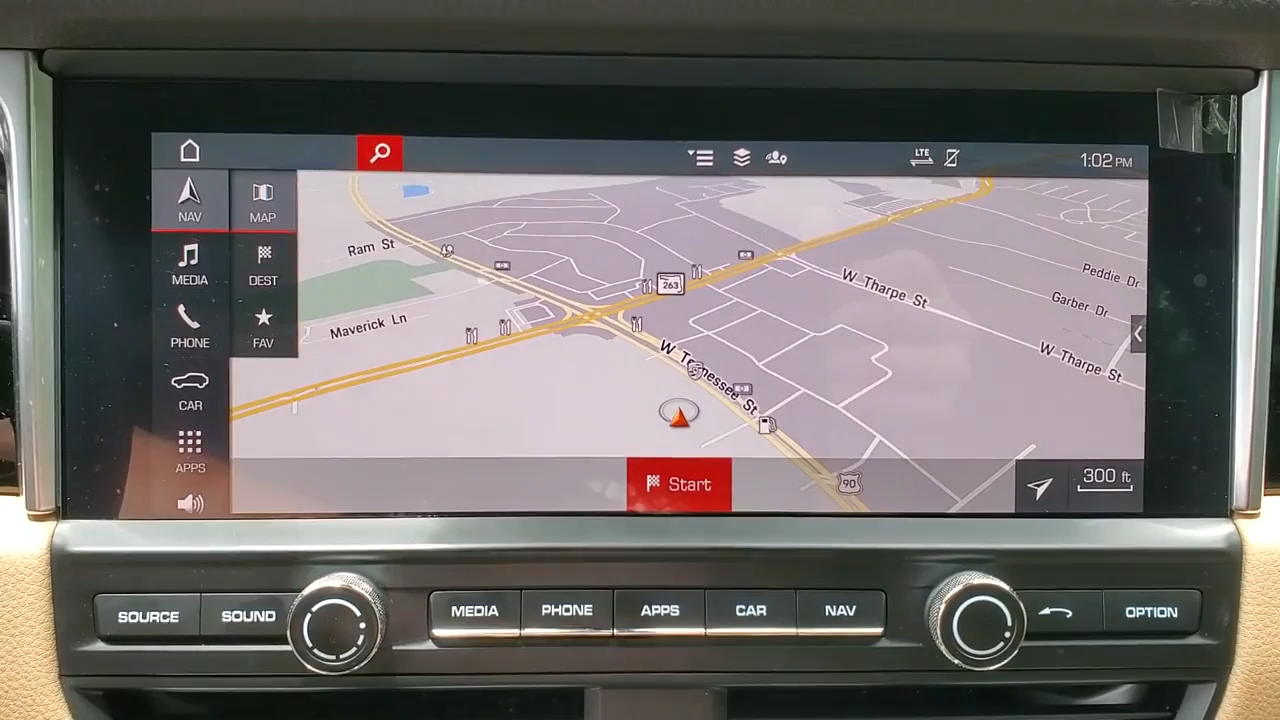 LTE
1:02 PM
NAV
MAP
MEDIA
DEST
PHONE
FAV
CAR
APPS
Ram St
Maverick Ln
263
W Tharpe St
Peddie Dr
Garber Dr
W Tharpe St
W Tennessee St
90
Start
300 ft
SOURCE
SOUND
MEDIA
PHONE
APPS
CAR
NAV
OPTION